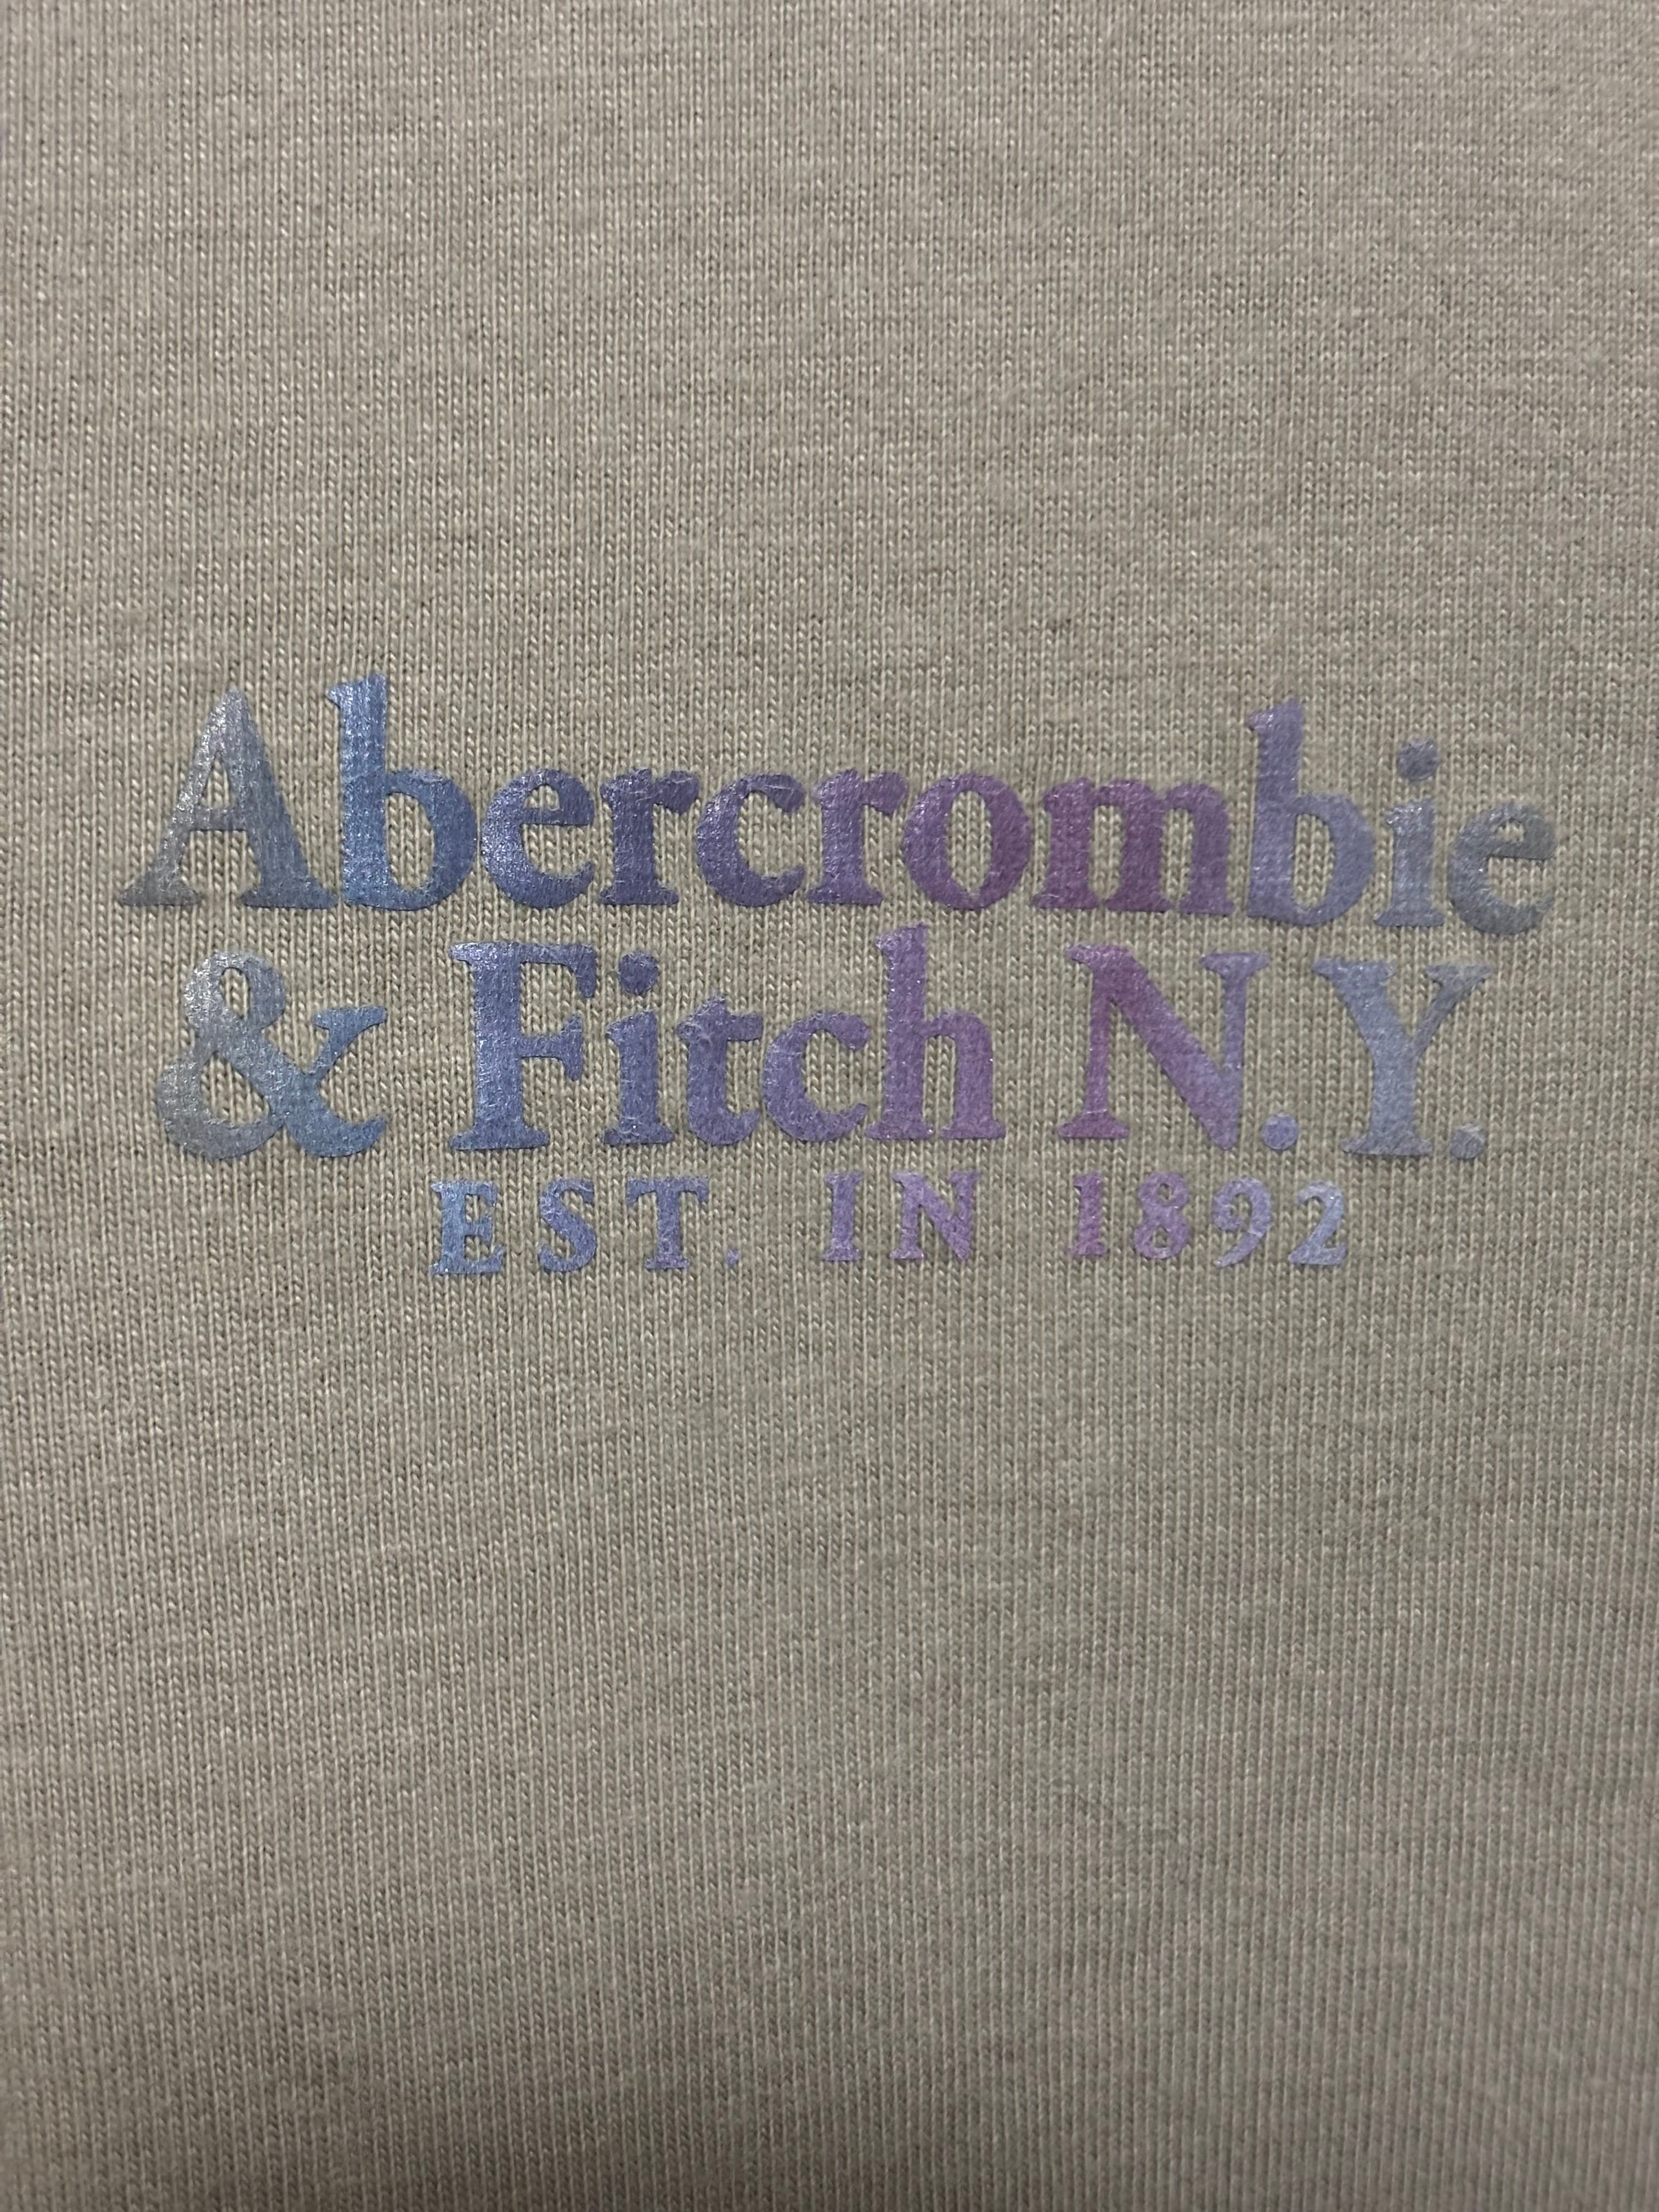 Abercrombie
& Fitch N.Y.
EST. IN 1892